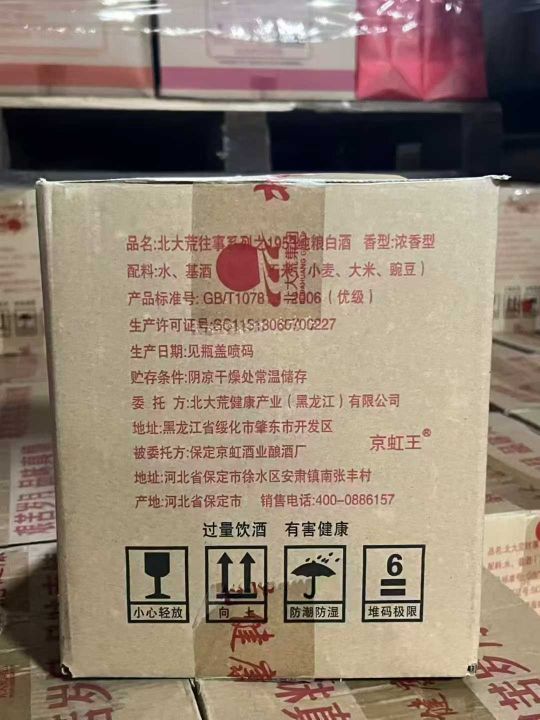 品名:北大荒往事系列之195 纯粮白酒 香型:浓香型
配料:水、基酒 小麦、大米、豌豆）
北大荒集团
产品标准号: GB/T1078 2006（优级）
生产许可证号:SC11513065700227
生产日期:见瓶盖喷码
贮存条件:阴凉干燥处常温储存
委 托 方:北大荒健康产业（黑龙江）有限公司
地址:黑龙江省绥化市肇东市开发区
京虹王®
被委托方:保定京虹酒业酿酒厂
地址:河北省保定市徐水区安肃镇南张丰村
产地:河北省保定市 销售电话:400-0886157
过量饮酒 有害健康
6
小心轻放
向上
防潮防湿
堆码极限
健康